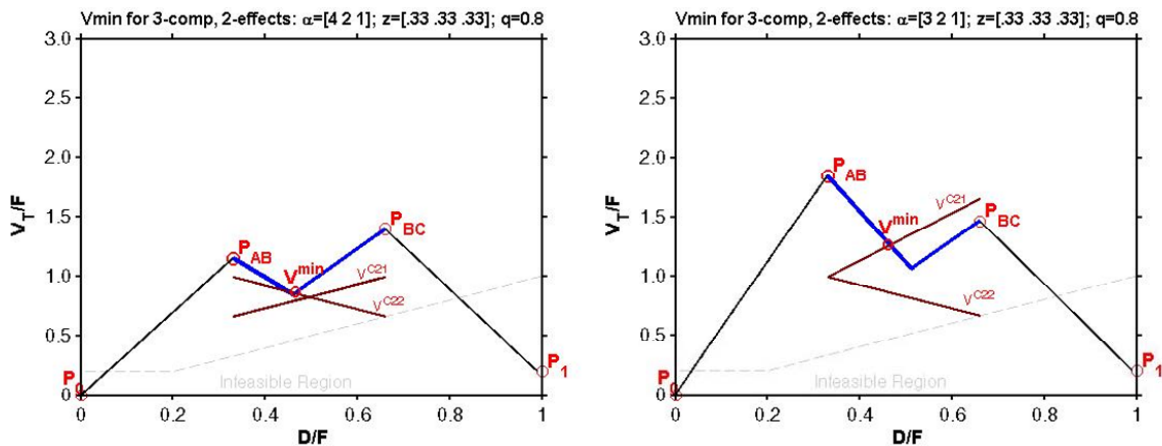 Vmin for 3-comp, 2-effects: α=[4 2 1]; z=[.33 .33 .33]; q=0.8
3.0
2.5
2.0
1.5
1.0
0.5
0
V_T/F
P_AB
P_BC
V^min
V^C21
V^C22
P_0
P_1
Infeasible Region
0 0.2 0.4 0.6 0.8 1
D/F
Vmin for 3-comp, 2-effects: α=[3 2 1]; z=[.33 .33 .33]; q=0.8
3.0
2.5
2.0
1.5
1.0
0.5
0
V_T/F
P_AB
V^C21
P_BC
V^min
V^C22
P_0
P_1
Infeasible Region
0 0.2 0.4 0.6 0.8 1
D/F